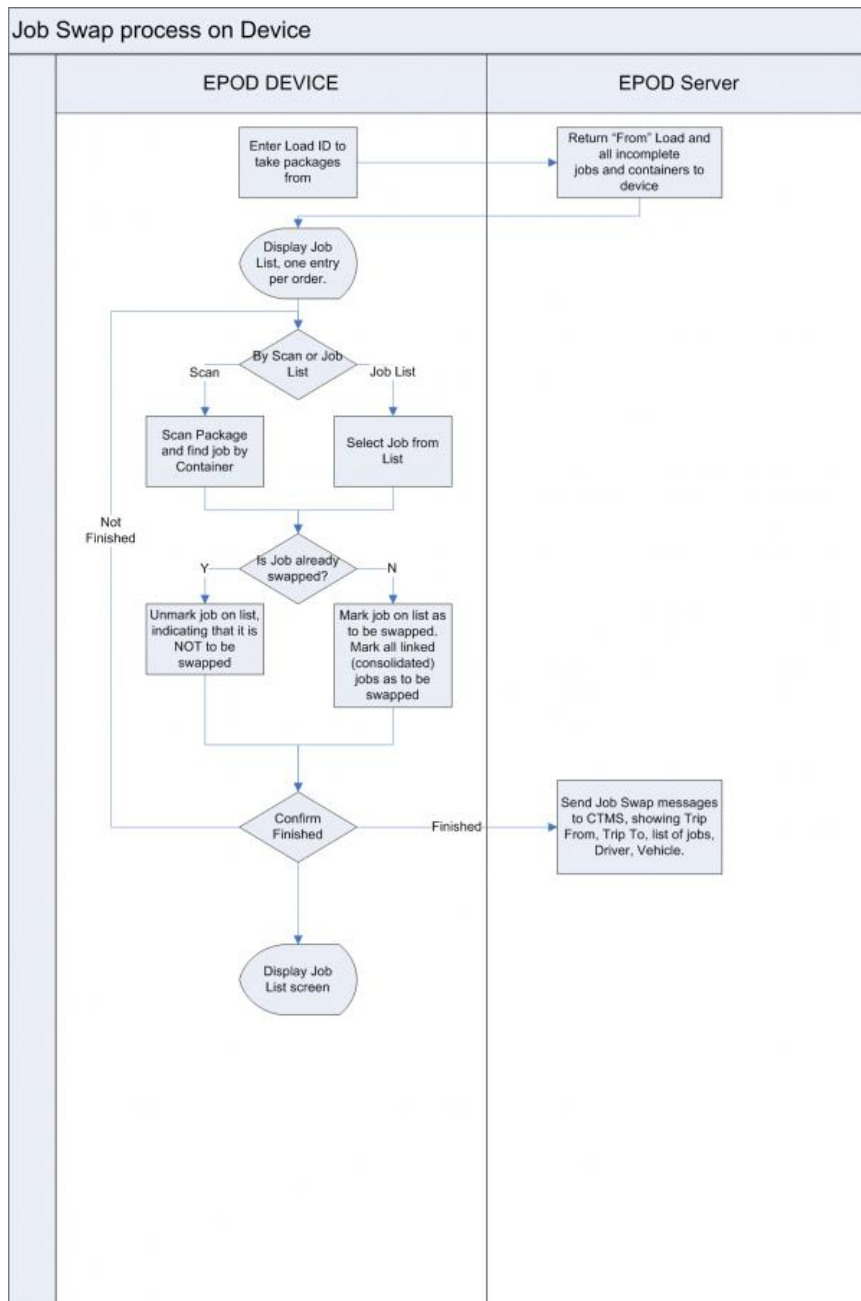 Job Swap process on Device
EPOD DEVICE
EPOD Server
Enter Load ID to
take packages
from
Return "From" Load and
all incomplete
jobs and containers to
device
Display Job
List, one entry
per order.
By Scan or Job
List
Scan
Job List
Scan Package
and find job by
Container
Select Job from
List
Not
Finished
Is Job already
swapped?
Y
N
Unmark job on list,
indicating that it is
NOT to be
swapped
Mark job on list as
to be swapped.
Mark all linked
(consolidated)
jobs as to be
swapped
Confirm
Finished
Finished
Send Job Swap messages
to CTMS, showing Trip
From, Trip To, list of jobs,
Driver, Vehicle.
Display Job
List screen